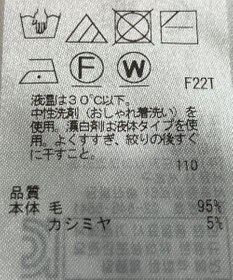 F
W
F22T
液温は30℃以下。
中性洗剤（おしゃれ着洗い）を
使用。漂白剤は液体タイプを使
用。よくすすぎ、絞りの後すぐ
に干すこと。
110
品質
本体 毛 95%
カシミヤ 5%